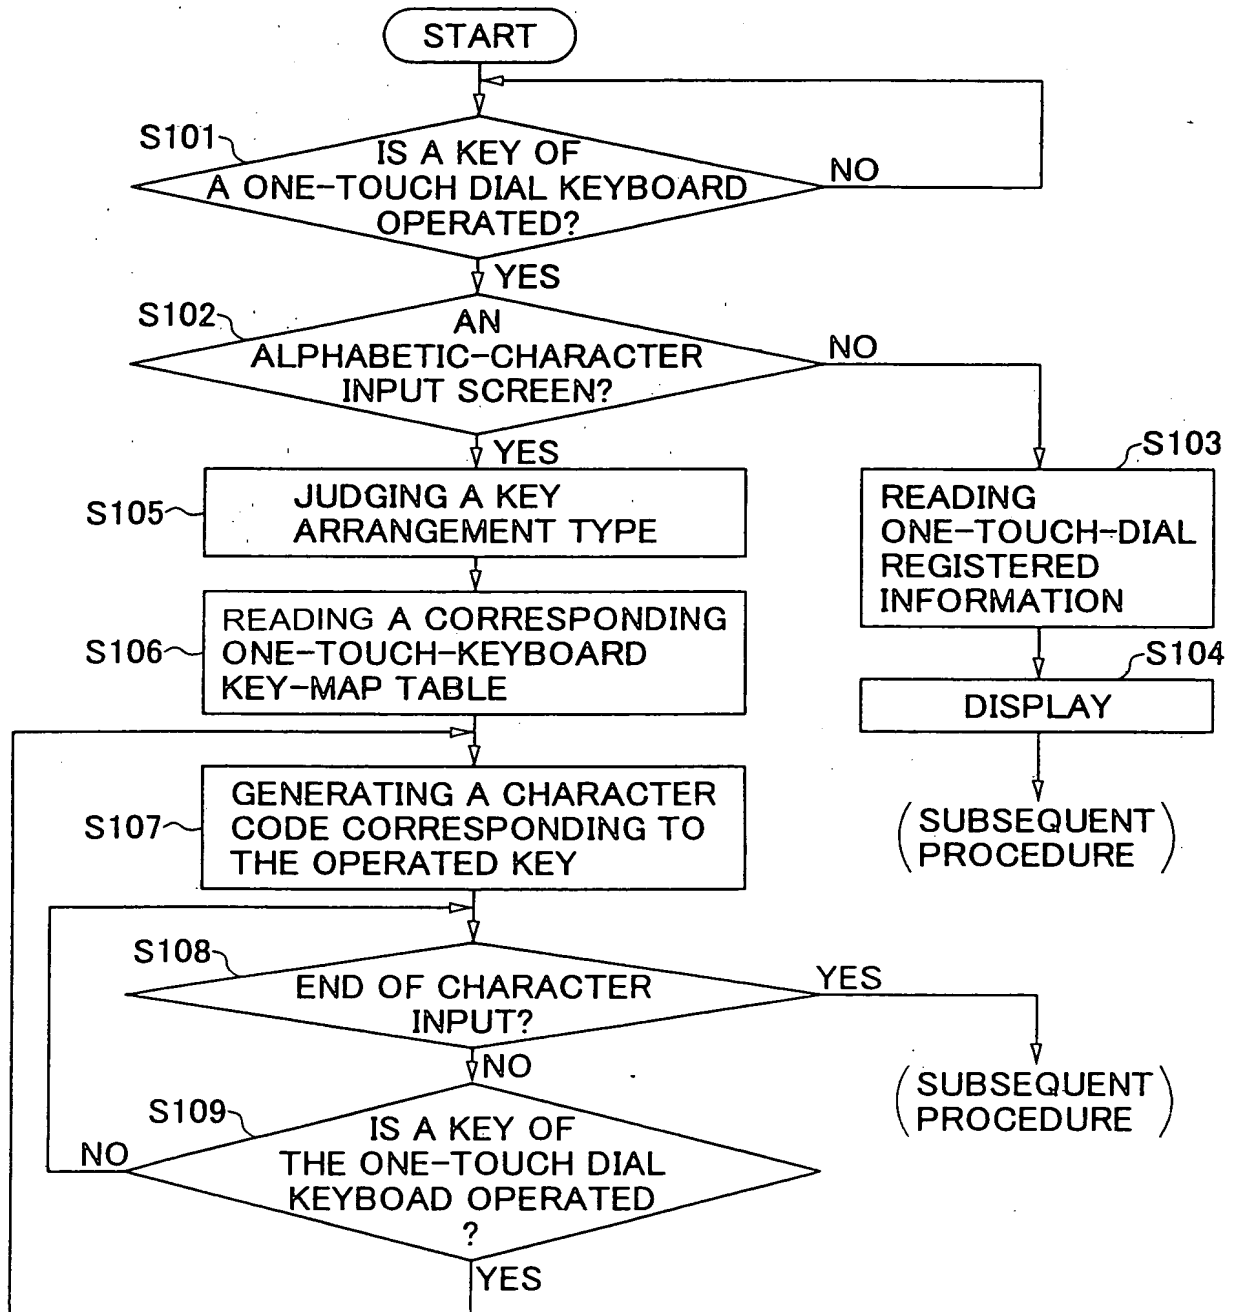 START
S101
IS A KEY OF
A ONE-TOUCH DIAL KEYBOARD
OPERATED?
NO
YES
S102
AN
ALPHABETIC-CHARACTER
INPUT SCREEN?
NO
YES
S103
READING
ONE-TOUCH-DIAL
REGISTERED
INFORMATION
S104
DISPLAY
(SUBSEQUENT
PROCEDURE)
S105
JUDGING A KEY
ARRANGEMENT TYPE
S106
READING A CORRESPONDING
ONE-TOUCH-KEYBOARD
KEY-MAP TABLE
S107
GENERATING A CHARACTER
CODE CORRESPONDING TO
THE OPERATED KEY
S108
END OF CHARACTER
INPUT?
YES
NO
(SUBSEQUENT
PROCEDURE)
S109
IS A KEY OF
THE ONE-TOUCH DIAL
KEYBOAD OPERATED
?
NO
YES